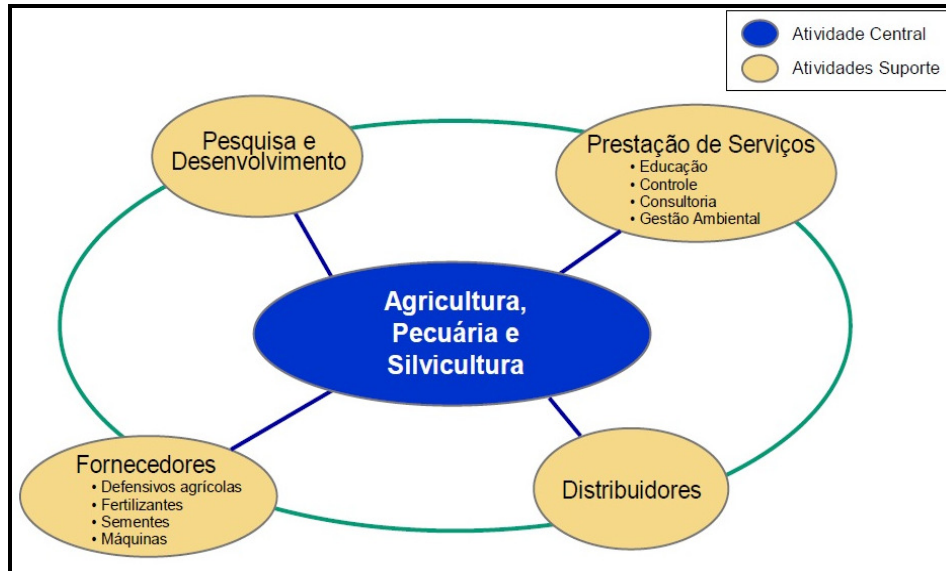 Atividade Central
Atividades Suporte
Pesquisa e
Desenvolvimento
Prestação de Serviços
• Educação
• Controle
• Consultoria
• Gestão Ambiental
Agricultura,
Pecuária e
Silvicultura
Fornecedores
• Defensivos agrícolas
• Fertilizantes
• Sementes
• Máquinas
Distribuidores